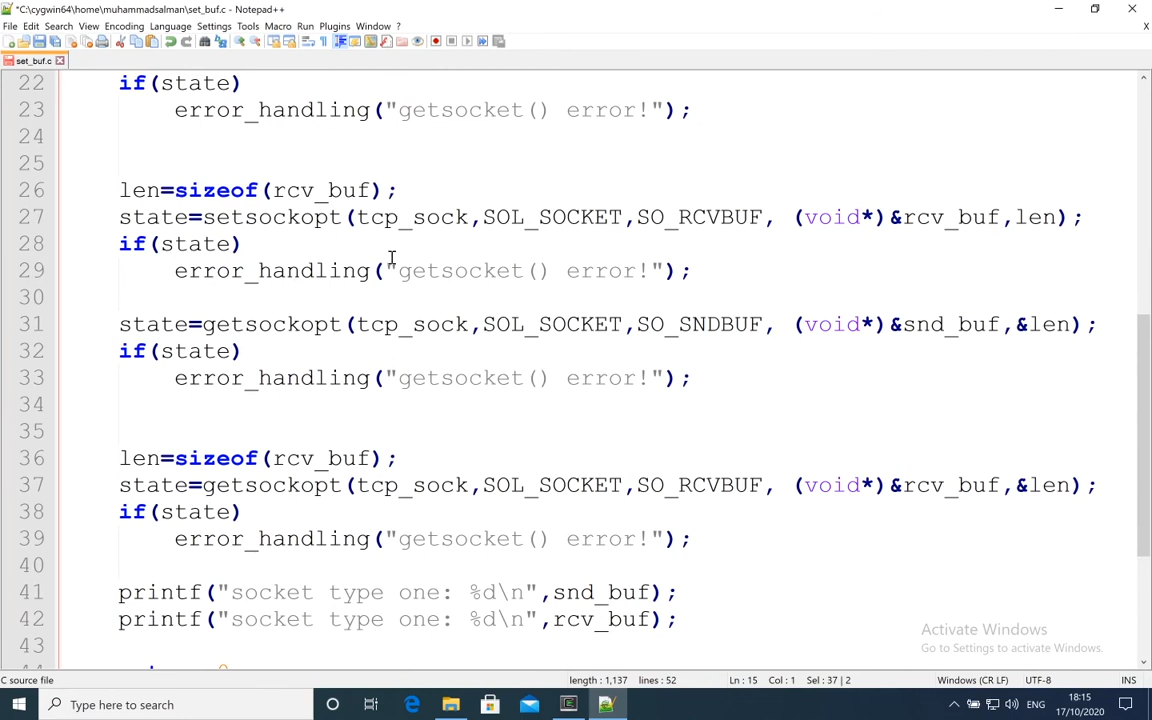 *C:\cygwin64\home\muhammadsalman\set_buf.c - Notepad++
File Edit Search View Encoding Language Settings Tools Macro Run Plugins Window ?
X
set_buf.c
22 if(state)
23 error_handling("getsocket() error!");
24
25
26 len=sizeof(rcv_buf);
27 state=setsockopt(tcp_sock,SOL_SOCKET,SO_RCVBUF, (void*)&rcv_buf,len);
28 if(state)
29 error_handling("getsocket() error!");
30
31 state=getsockopt(tcp_sock,SOL_SOCKET,SO_SNDBUF, (void*)&snd_buf,&len);
32 if(state)
33 error_handling("getsocket() error!");
34
35
36 len=sizeof(rcv_buf);
37 state=getsockopt(tcp_sock,SOL_SOCKET,SO_RCVBUF, (void*)&rcv_buf,&len);
38 if(state)
39 error_handling("getsocket() error!");
40
41 printf("socket type one: %d\n",snd_buf);
42 printf("socket type one: %d\n",rcv_buf);
43
Activate Windows
Go to Settings to activate Windows.
C source file length : 1,137 lines : 52 Ln : 15 Col : 1 Sel : 37 | 2 Windows (CR LF) UTF-8 INS
Type here to search
ENG
18:15
17/10/2020